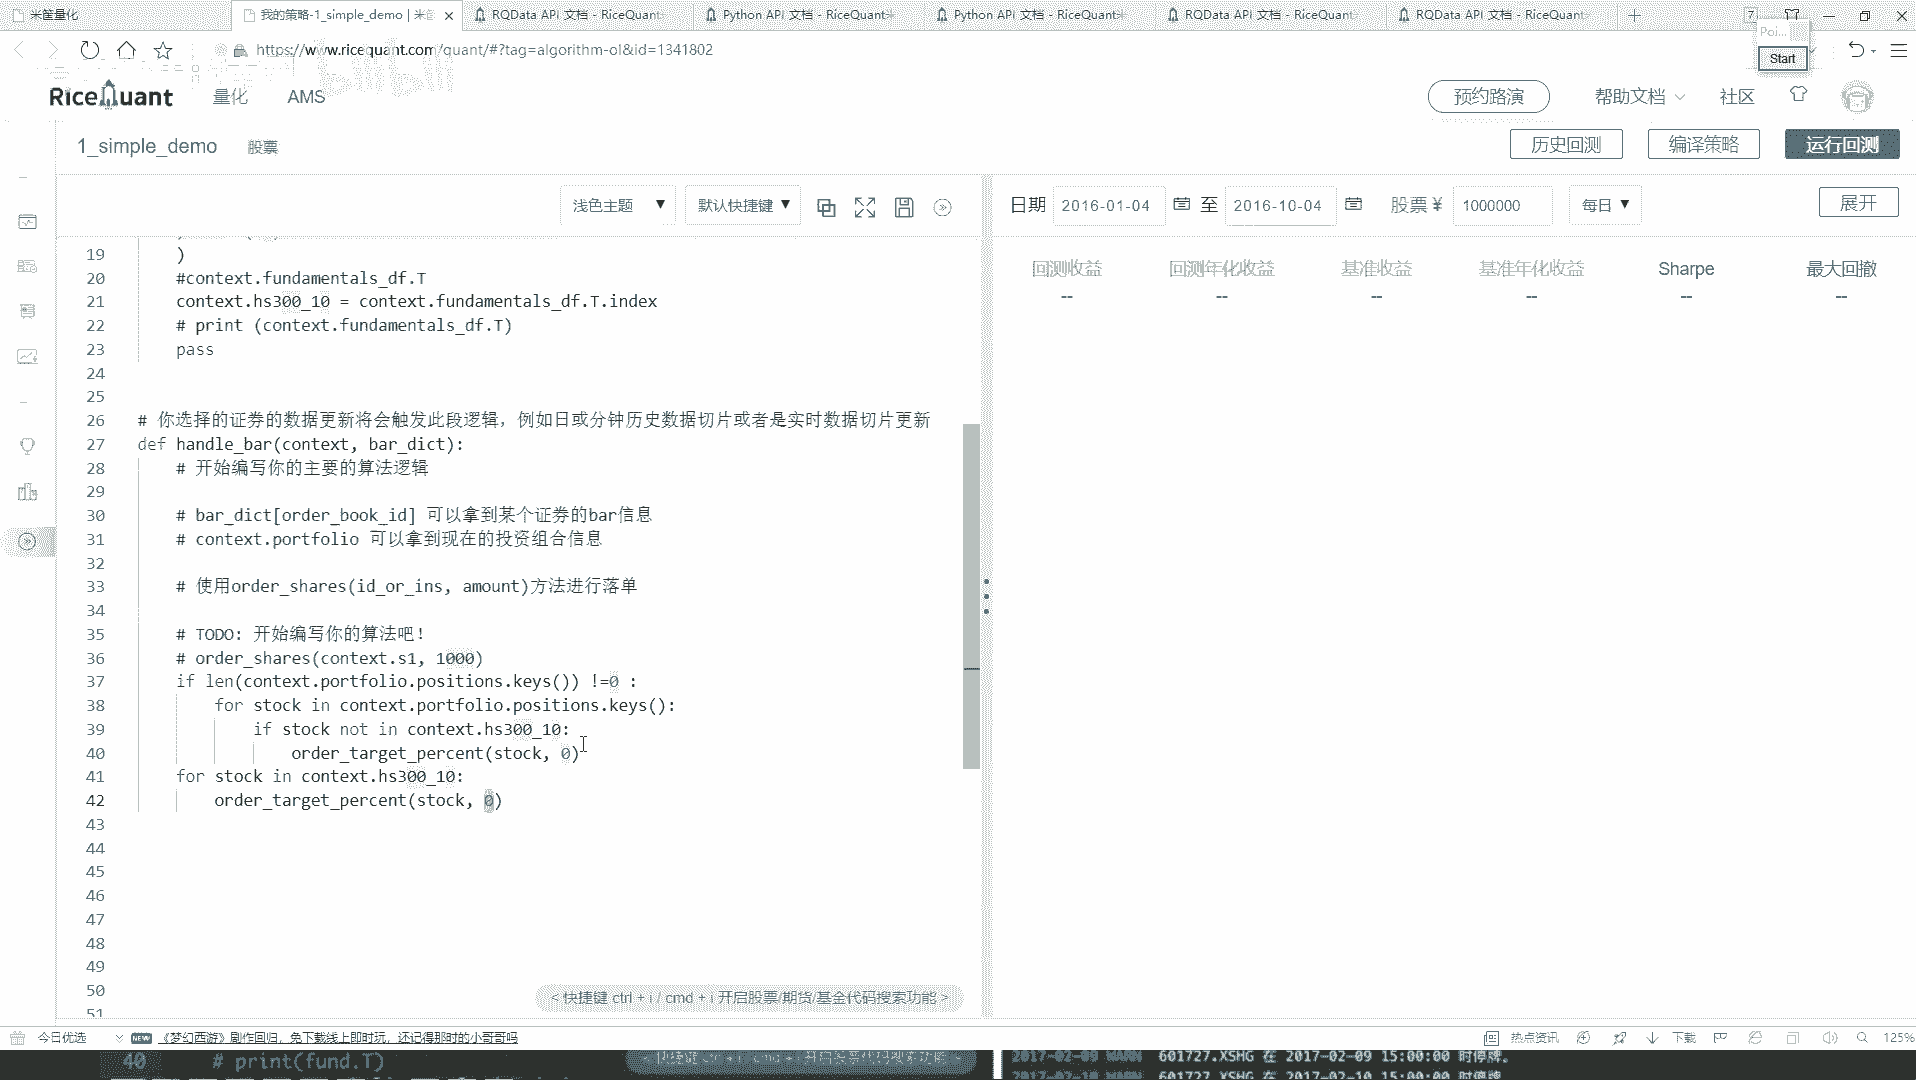 米筐量化
我的策略-1_simple_demo | 米筐
RQData API 文档 - RiceQuant
Python API 文档 - RiceQuant
Python API 文档 - RiceQuant
RQData API 文档 - RiceQuant
RQData API 文档 - RiceQuant
7
Poi...
Start
https://www.ricequant.com/quant/#?tag=algorithm-ol&id=1341802
bilibili
RiceQuant
量化
AMS
预约路演
帮助文档
社区
1_simple_demo
股票
历史回测
编译策略
运行回测
浅色主题
默认快捷键
日期 2016-01-04 至 2016-10-04 股票 ¥ 1000000 每日
展开
回测收益 回测年化收益 基准收益 基准年化收益 Sharpe 最大回撤
-- -- -- -- -- --
19 )
20 #context.fundamentals_df.T
21 context.hs300_10 = context.fundamentals_df.T.index
22 # print (context.fundamentals_df.T)
23 pass
24
25
26 # 你选择的证券的数据更新将会触发此段逻辑，例如日或分钟历史数据切片或者是实时数据切片更新
27 def handle_bar(context, bar_dict):
28 # 开始编写你的主要的算法逻辑
29
30 # bar_dict[order_book_id] 可以拿到某个证券的bar信息
31 # context.portfolio 可以拿到现在的投资组合信息
32
33 # 使用order_shares(id_or_ins, amount)方法进行落单
34
35 # TODO: 开始编写你的算法吧！
36 # order_shares(context.s1, 1000)
37 if len(context.portfolio.positions.keys()) !=0 :
38 for stock in context.portfolio.positions.keys():
39 if stock not in context.hs300_10:
40 order_target_percent(stock, 0)
41 for stock in context.hs300_10:
42 order_target_percent(stock, 0)
43
44
45
46
47
48
49
50
51
< 快捷键 ctrl + i / cmd + i 开启股票/期货/基金代码搜索功能 >
今日优选
NEW 《梦幻西游》剧作回归，免下载线上即时玩，还记得那时的小哥哥吗
热点资讯
下载
125%
40 # print(fund.T)
2017-02-09 WARN 601727.XSHG 在 2017-02-09 15:00:00 时停牌。
2017-02-10 WARN 601727.XSHG 在 2017-02-10 15:00:00 时停牌。